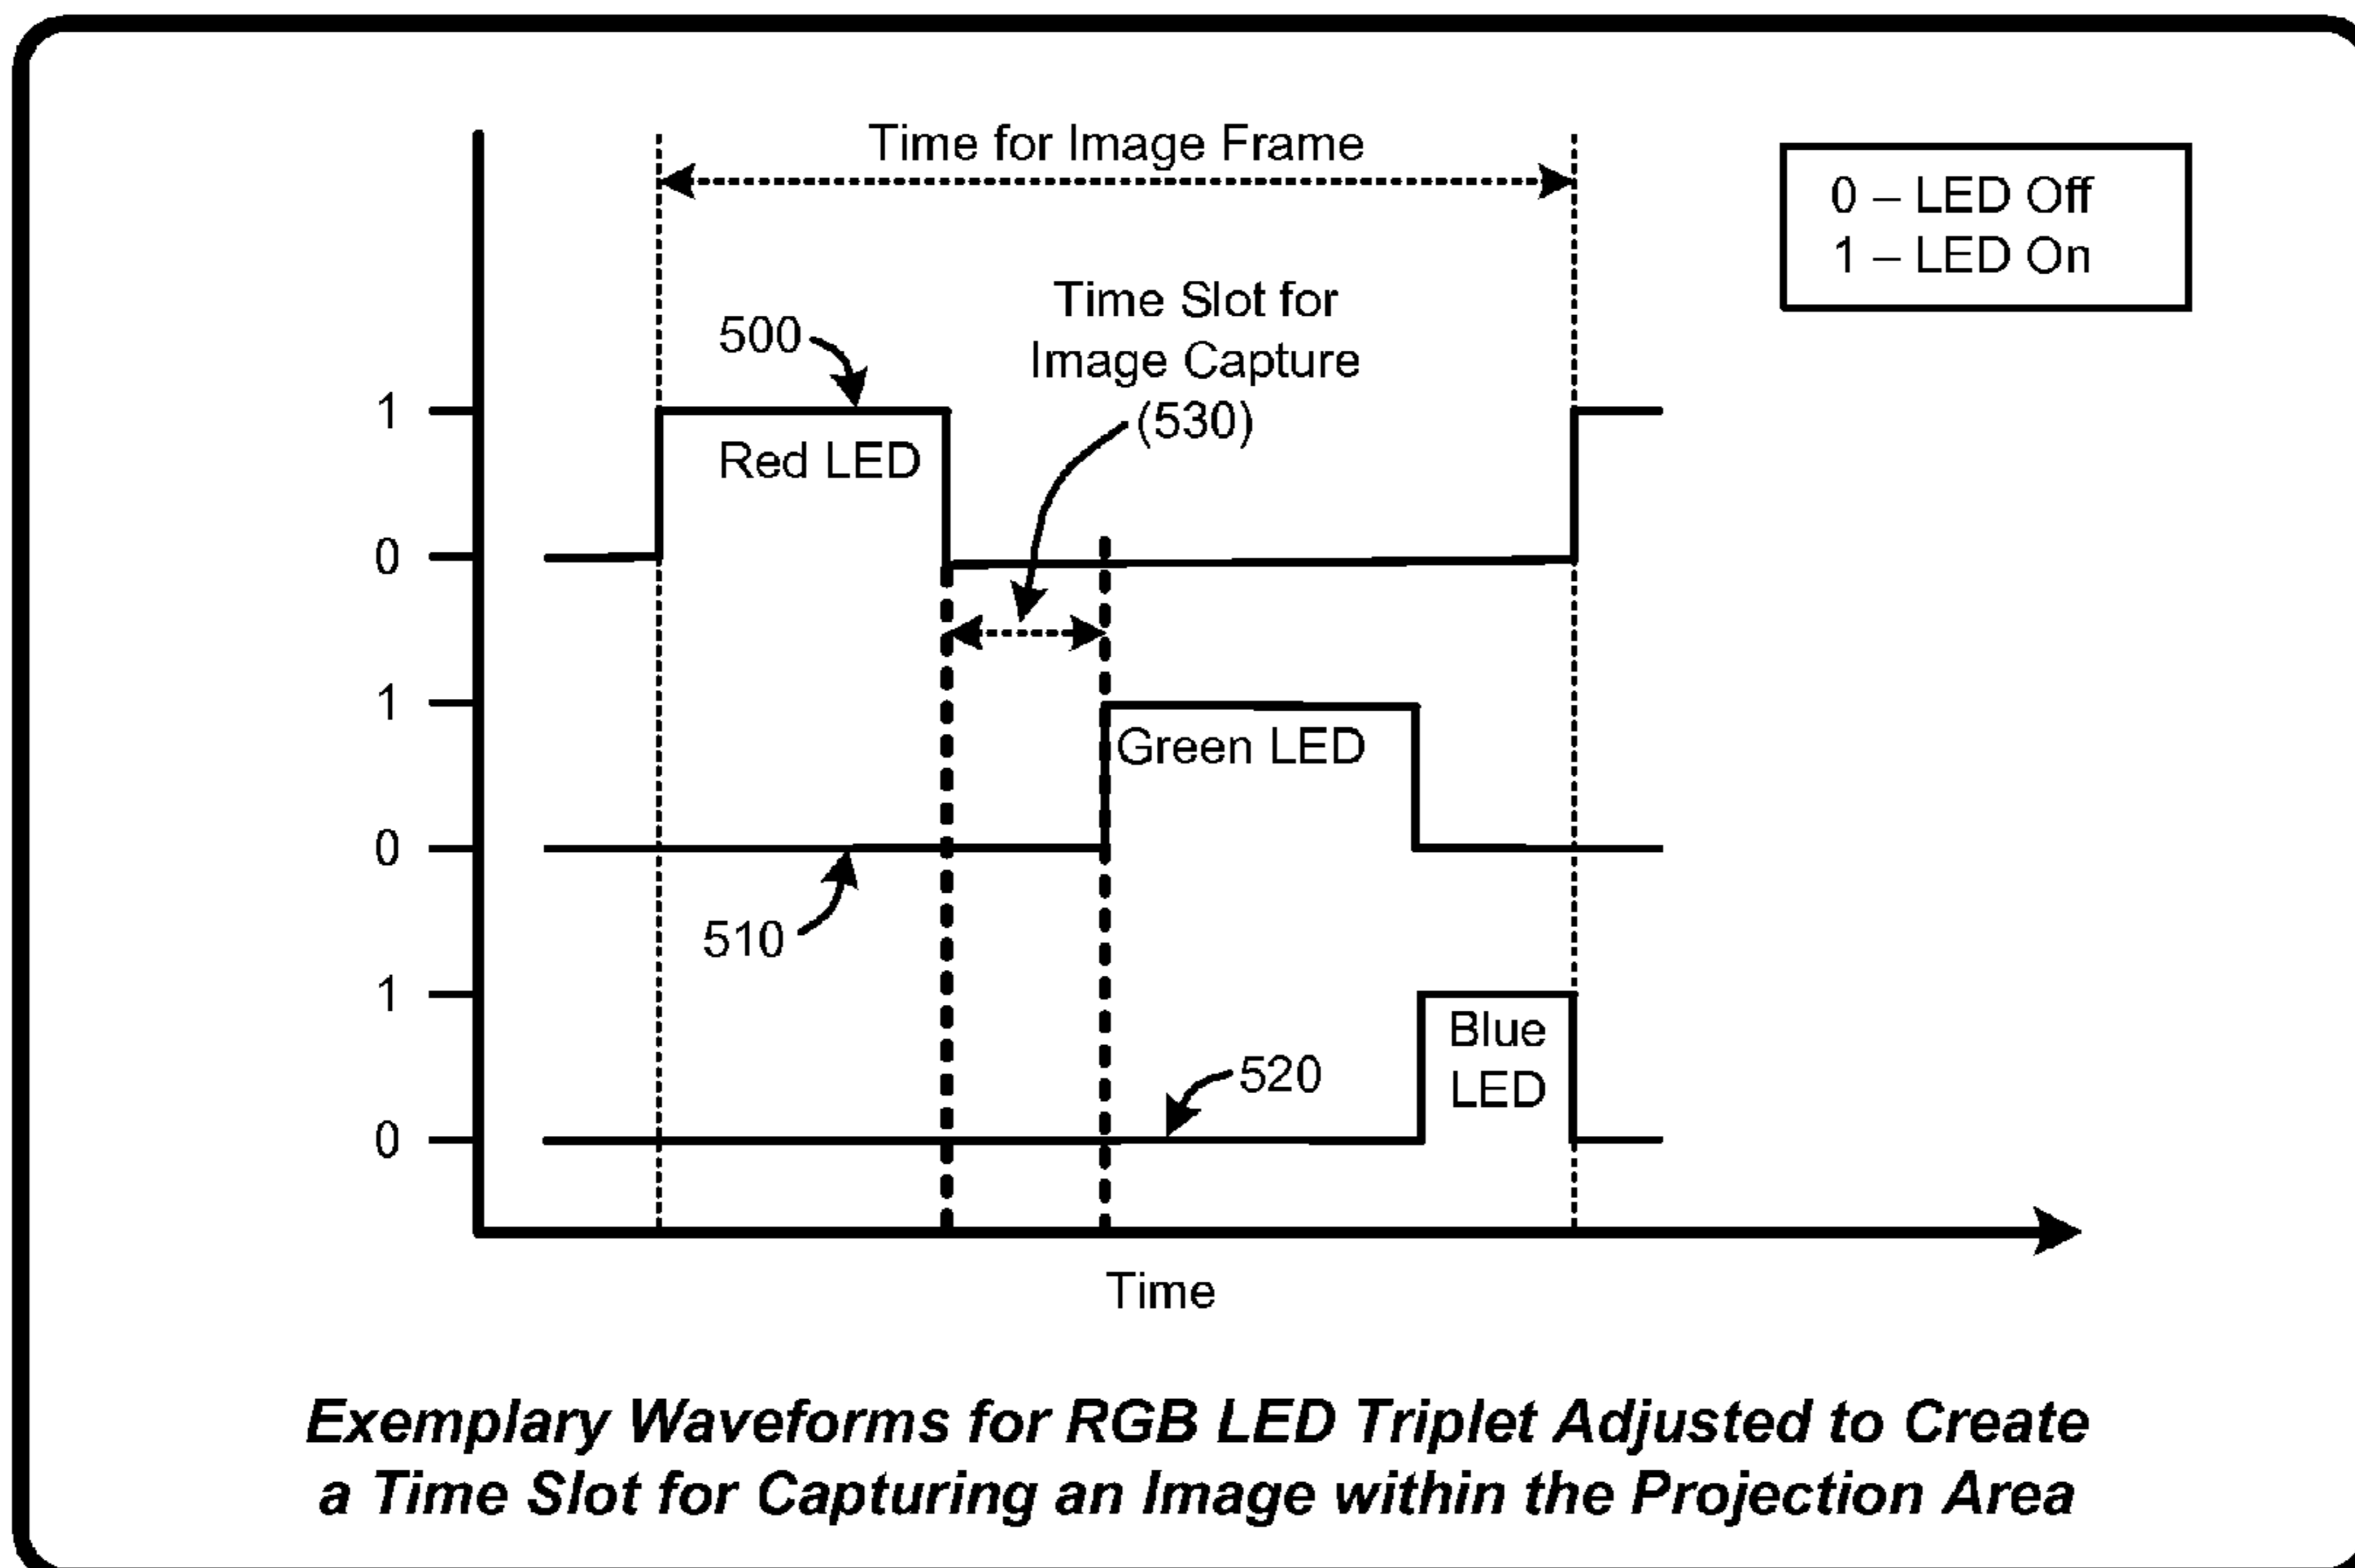 Time for Image Frame
0 – LED Off
1 – LED On
Time Slot for
Image Capture
(530)
500
1
Red LED
0
1
Green LED
0
510
1
Blue
LED
520
0
Time
Exemplary Waveforms for RGB LED Triplet Adjusted to Create
a Time Slot for Capturing an Image within the Projection Area